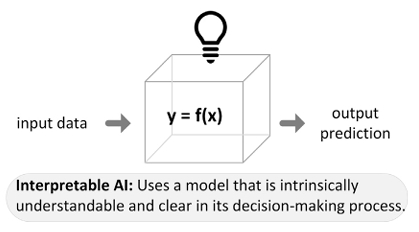 input data
y = f(x)
output
prediction
Interpretable AI: Uses a model that is intrinsically
understandable and clear in its decision-making process.